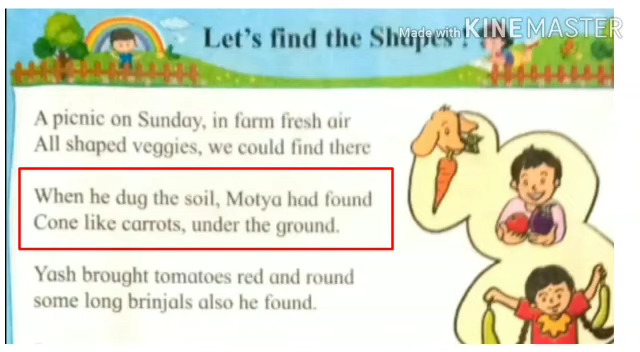 Let's find the Shapes !
Made with KINEMASTER
A picnic on Sunday, in farm fresh air
All shaped veggies, we could find there
When he dug the soil, Motya had found
Cone like carrots, under the ground.
Yash brought tomatoes red and round
some long brinjals also he found.